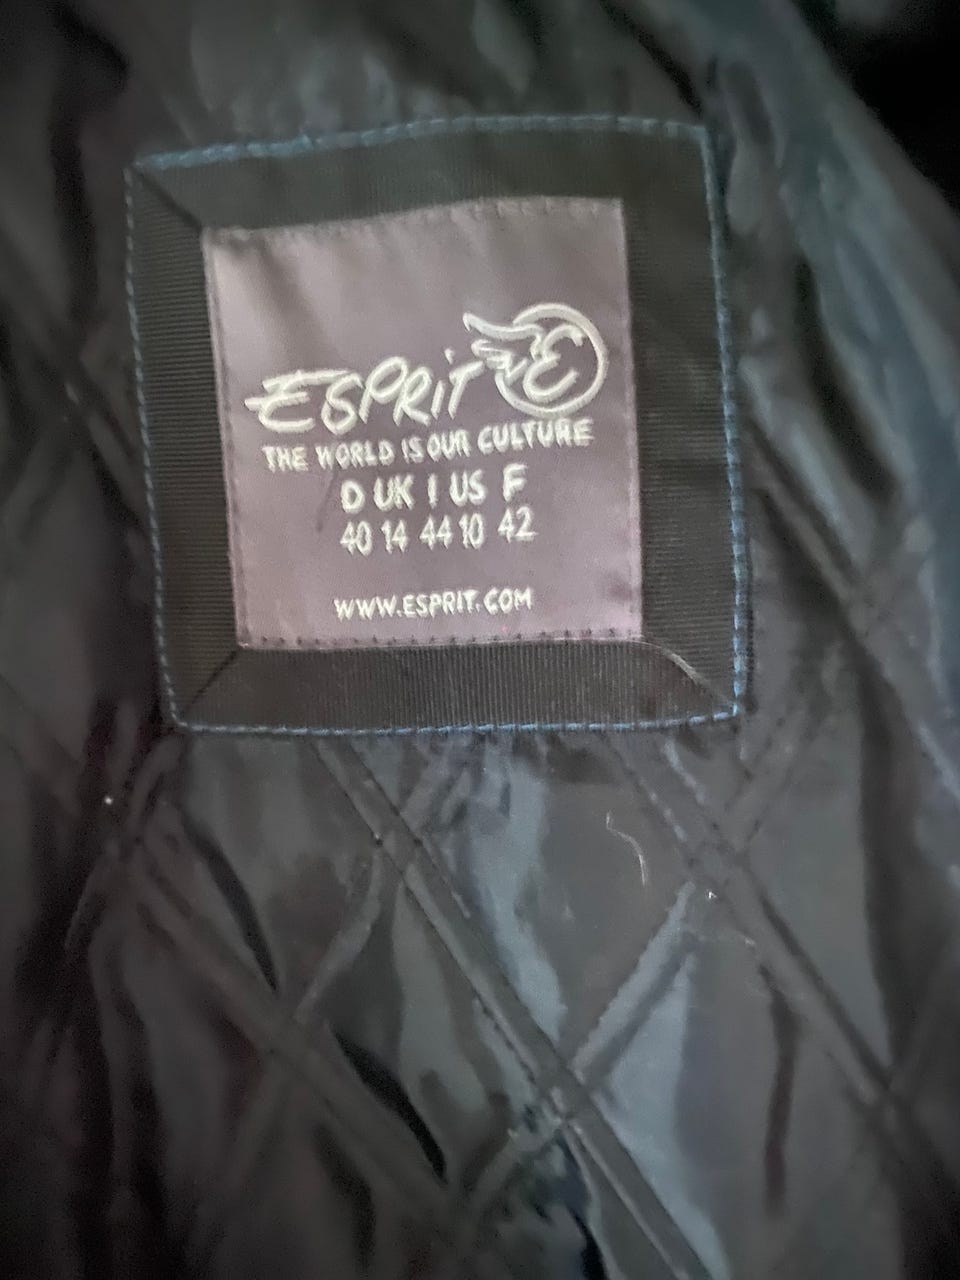 ESPRIT E
THE WORLD IS OUR CULTURE
D UK I US F
40 14 44 10 42
WWW.ESPRIT.COM